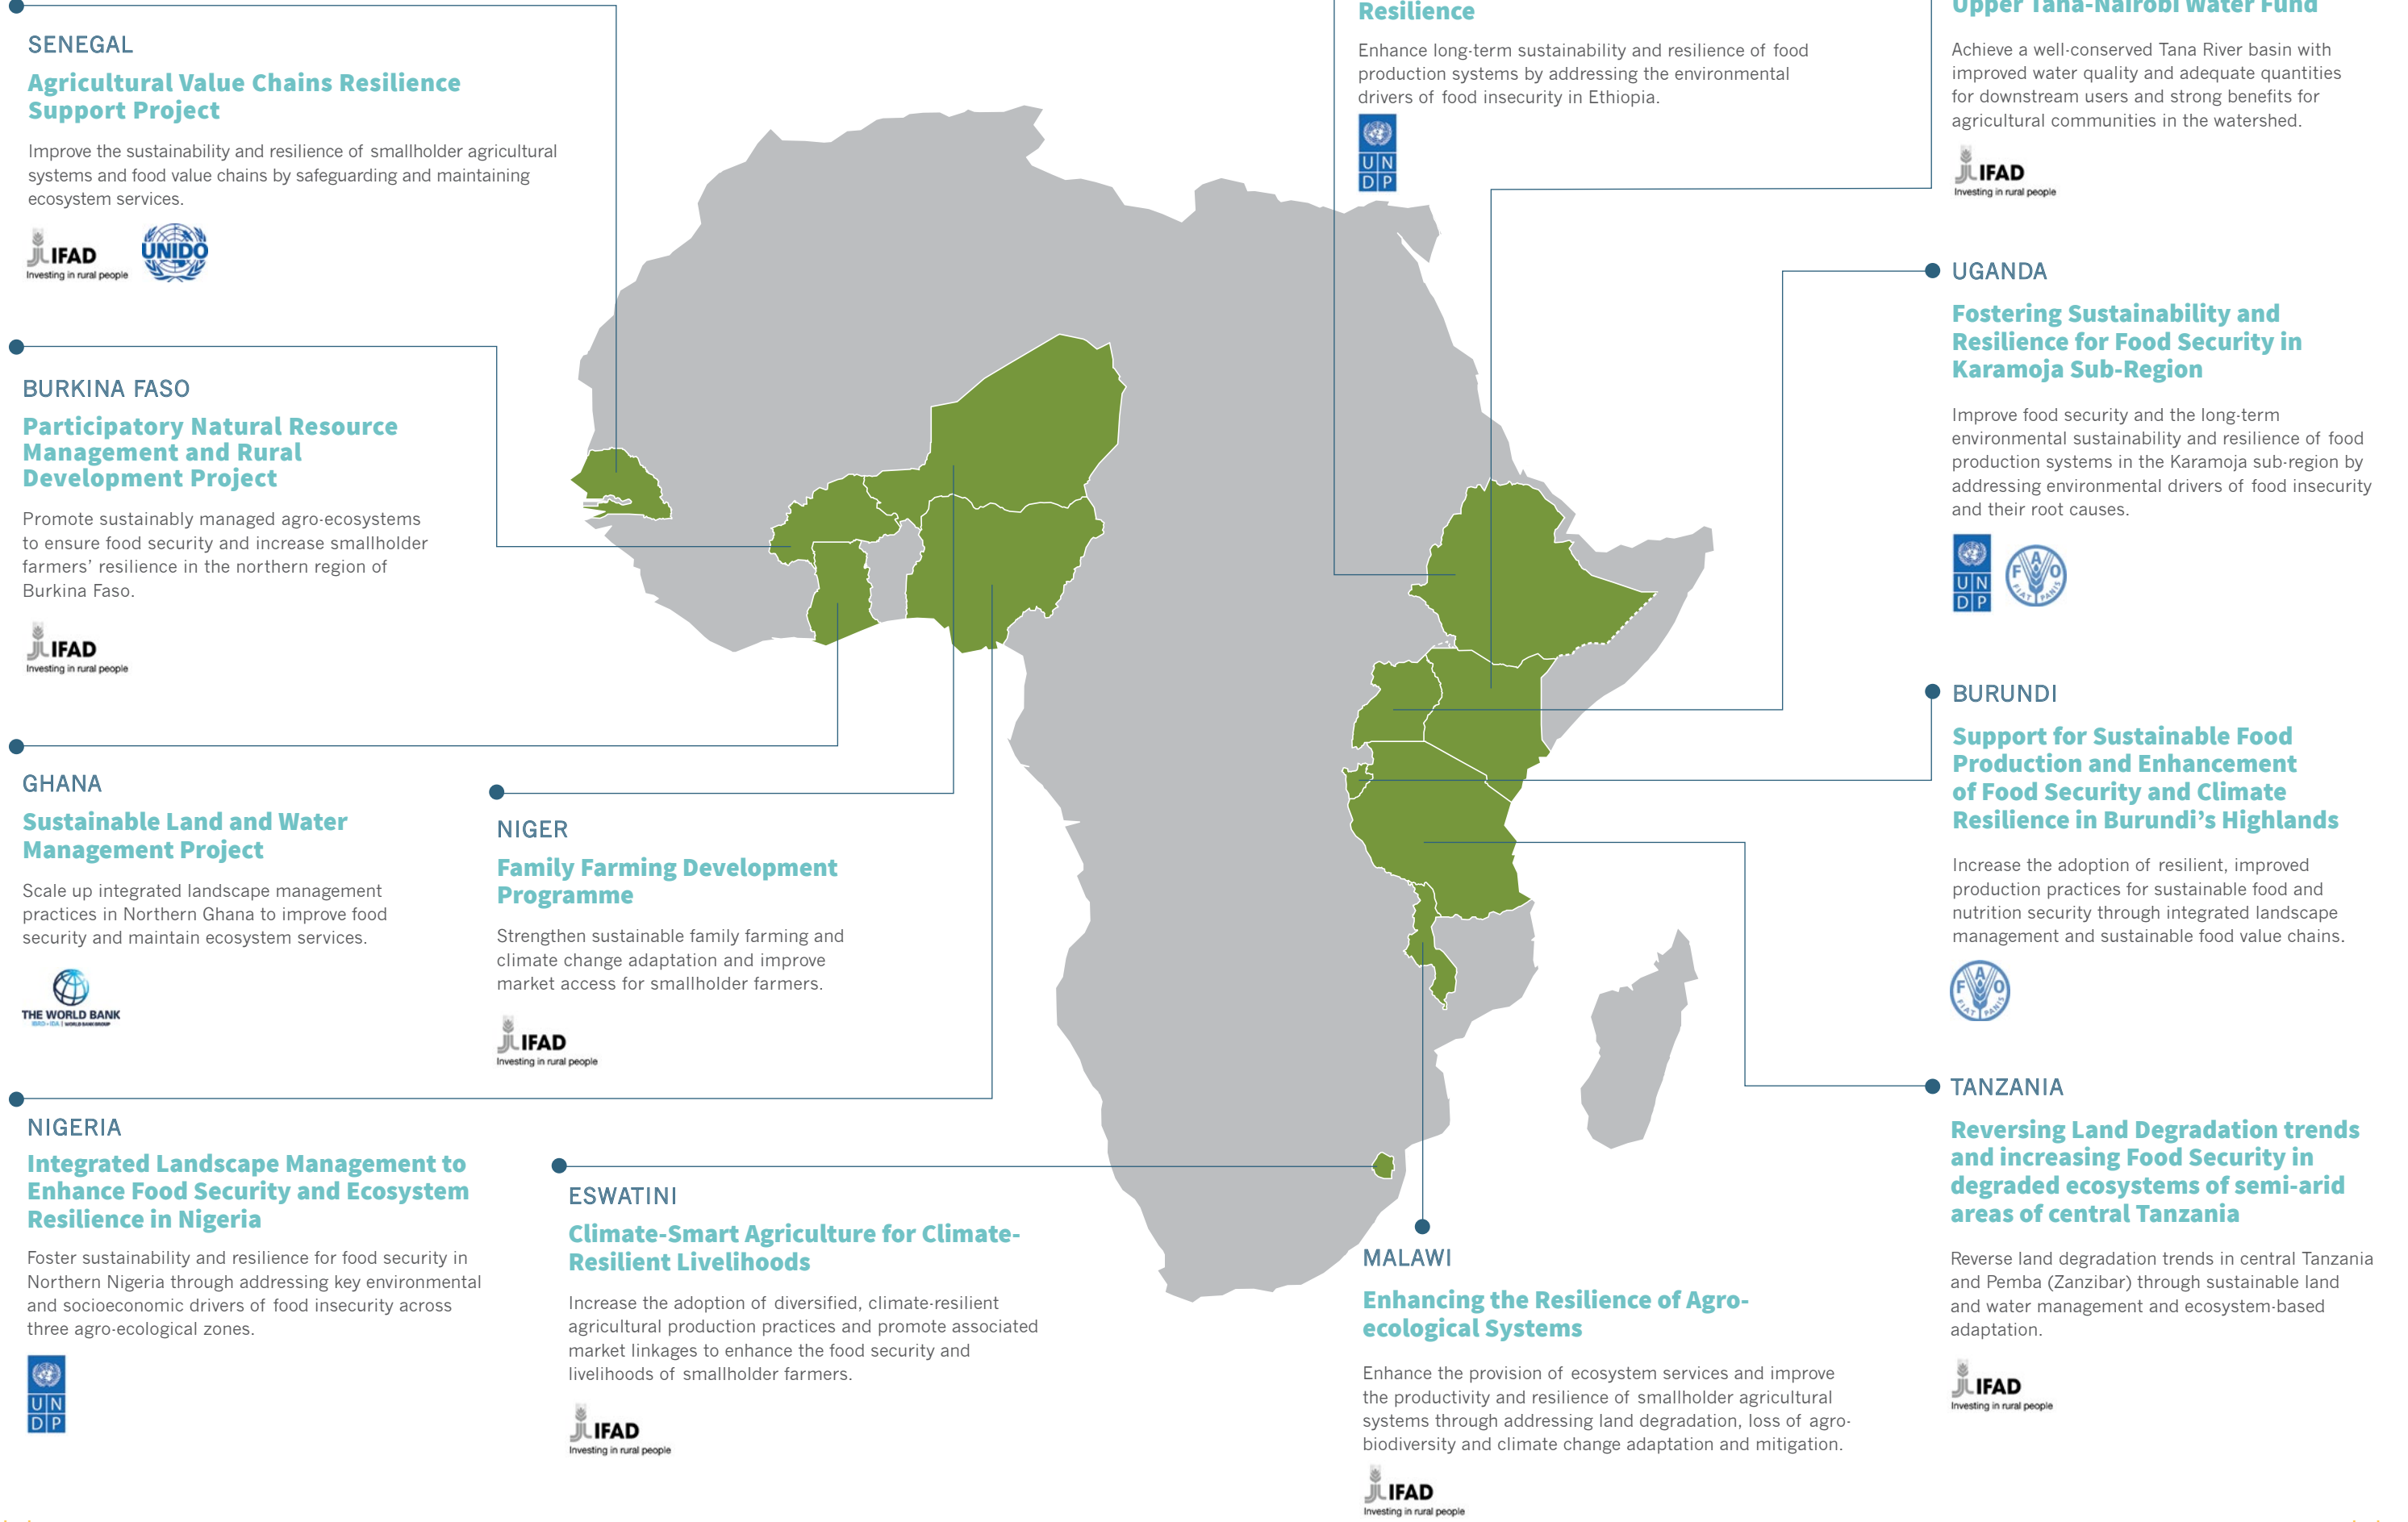 SENEGAL
Agricultural Value Chains Resilience
Support Project
Improve the sustainability and resilience of smallholder agricultural
systems and food value chains by safeguarding and maintaining
ecosystem services.
IFAD
Investing in rural people
UNIDO
BURKINA FASO
Participatory Natural Resource
Management and Rural
Development Project
Promote sustainably managed agro-ecosystems
to ensure food security and increase smallholder
farmers’ resilience in the northern region of
Burkina Faso.
IFAD
Investing in rural people
GHANA
Sustainable Land and Water
Management Project
Scale up integrated landscape management
practices in Northern Ghana to improve food
security and maintain ecosystem services.
THE WORLD BANK
IBRD • IDA | WORLD BANK GROUP
NIGER
Family Farming Development
Programme
Strengthen sustainable family farming and
climate change adaptation and improve
market access for smallholder farmers.
IFAD
Investing in rural people
NIGERIA
Integrated Landscape Management to
Enhance Food Security and Ecosystem
Resilience in Nigeria
Foster sustainability and resilience for food security in
Northern Nigeria through addressing key environmental
and socioeconomic drivers of food insecurity across
three agro-ecological zones.
U N
D P
ESWATINI
Climate-Smart Agriculture for Climate-
Resilient Livelihoods
Increase the adoption of diversified, climate-resilient
agricultural production practices and promote associated
market linkages to enhance the food security and
livelihoods of smallholder farmers.
IFAD
Investing in rural people
Resilience
Enhance long-term sustainability and resilience of food
production systems by addressing the environmental
drivers of food insecurity in Ethiopia.
U N
D P
Upper Tana-Nairobi Water Fund
Achieve a well-conserved Tana River basin with
improved water quality and adequate quantities
for downstream users and strong benefits for
agricultural communities in the watershed.
IFAD
Investing in rural people
UGANDA
Fostering Sustainability and
Resilience for Food Security in
Karamoja Sub-Region
Improve food security and the long-term
environmental sustainability and resilience of food
production systems in the Karamoja sub-region by
addressing environmental drivers of food insecurity
and their root causes.
U N
D P
F A O
FIAT PANIS
BURUNDI
Support for Sustainable Food
Production and Enhancement
of Food Security and Climate
Resilience in Burundi’s Highlands
Increase the adoption of resilient, improved
production practices for sustainable food and
nutrition security through integrated landscape
management and sustainable food value chains.
F A O
FIAT PANIS
TANZANIA
Reversing Land Degradation trends
and increasing Food Security in
degraded ecosystems of semi-arid
areas of central Tanzania
Reverse land degradation trends in central Tanzania
and Pemba (Zanzibar) through sustainable land
and water management and ecosystem-based
adaptation.
IFAD
Investing in rural people
MALAWI
Enhancing the Resilience of Agro-
ecological Systems
Enhance the provision of ecosystem services and improve
the productivity and resilience of smallholder agricultural
systems through addressing land degradation, loss of agro-
biodiversity and climate change adaptation and mitigation.
IFAD
Investing in rural people